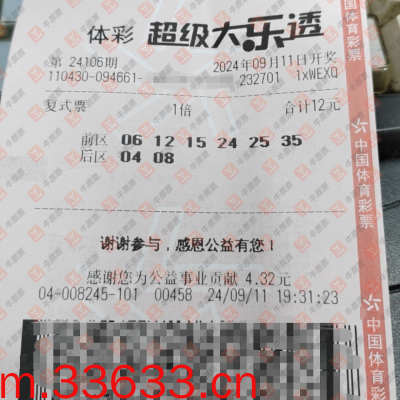 体彩 超级大乐透
第 24106期 2024年09月11日开奖
110430-094661- 232701 1xWEXQ
复式票 1倍 合计12元
前区 06 12 15 24 25 35
后区 04 08
谢谢参与，感恩公益有您！
感谢您为公益事业贡献 4.32元
04-008245-101 00458 24/09/11 19:31:23
中国体育彩票
中国体育彩票
中国体育彩票
m.33633.cn